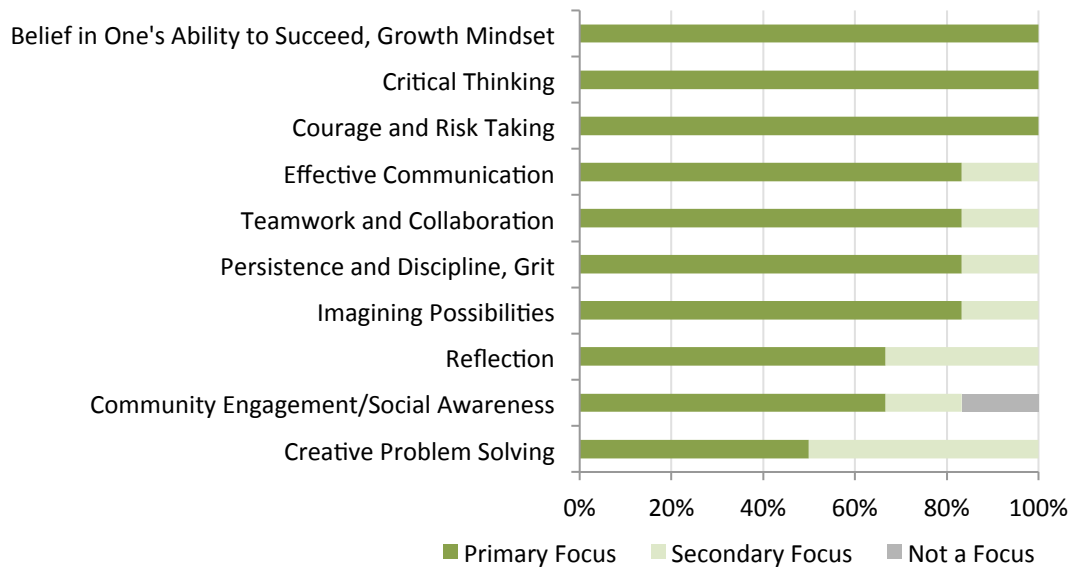 Belief in One's Ability to Succeed, Growth Mindset
Critical Thinking
Courage and Risk Taking
Effective Communication
Teamwork and Collaboration
Persistence and Discipline, Grit
Imagining Possibilities
Reflection
Community Engagement/Social Awareness
Creative Problem Solving
0% 20% 40% 60% 80% 100%
Primary Focus Secondary Focus Not a Focus